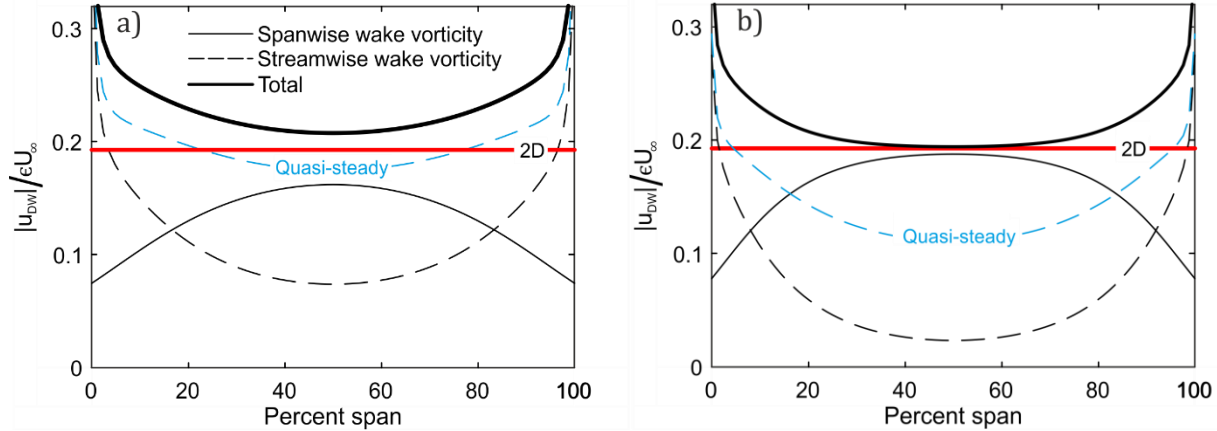 a)
0.3
0.2
0.1
0
|u_DW|/ϵU_∞
Spanwise wake vorticity
Streamwise wake vorticity
Total
2D
Quasi-steady
0 20 40 60 80 100
Percent span
b)
0.3
0.2
0.1
0
|u_DW|/ϵU_∞
2D
Quasi-steady
0 20 40 60 80 100
Percent span